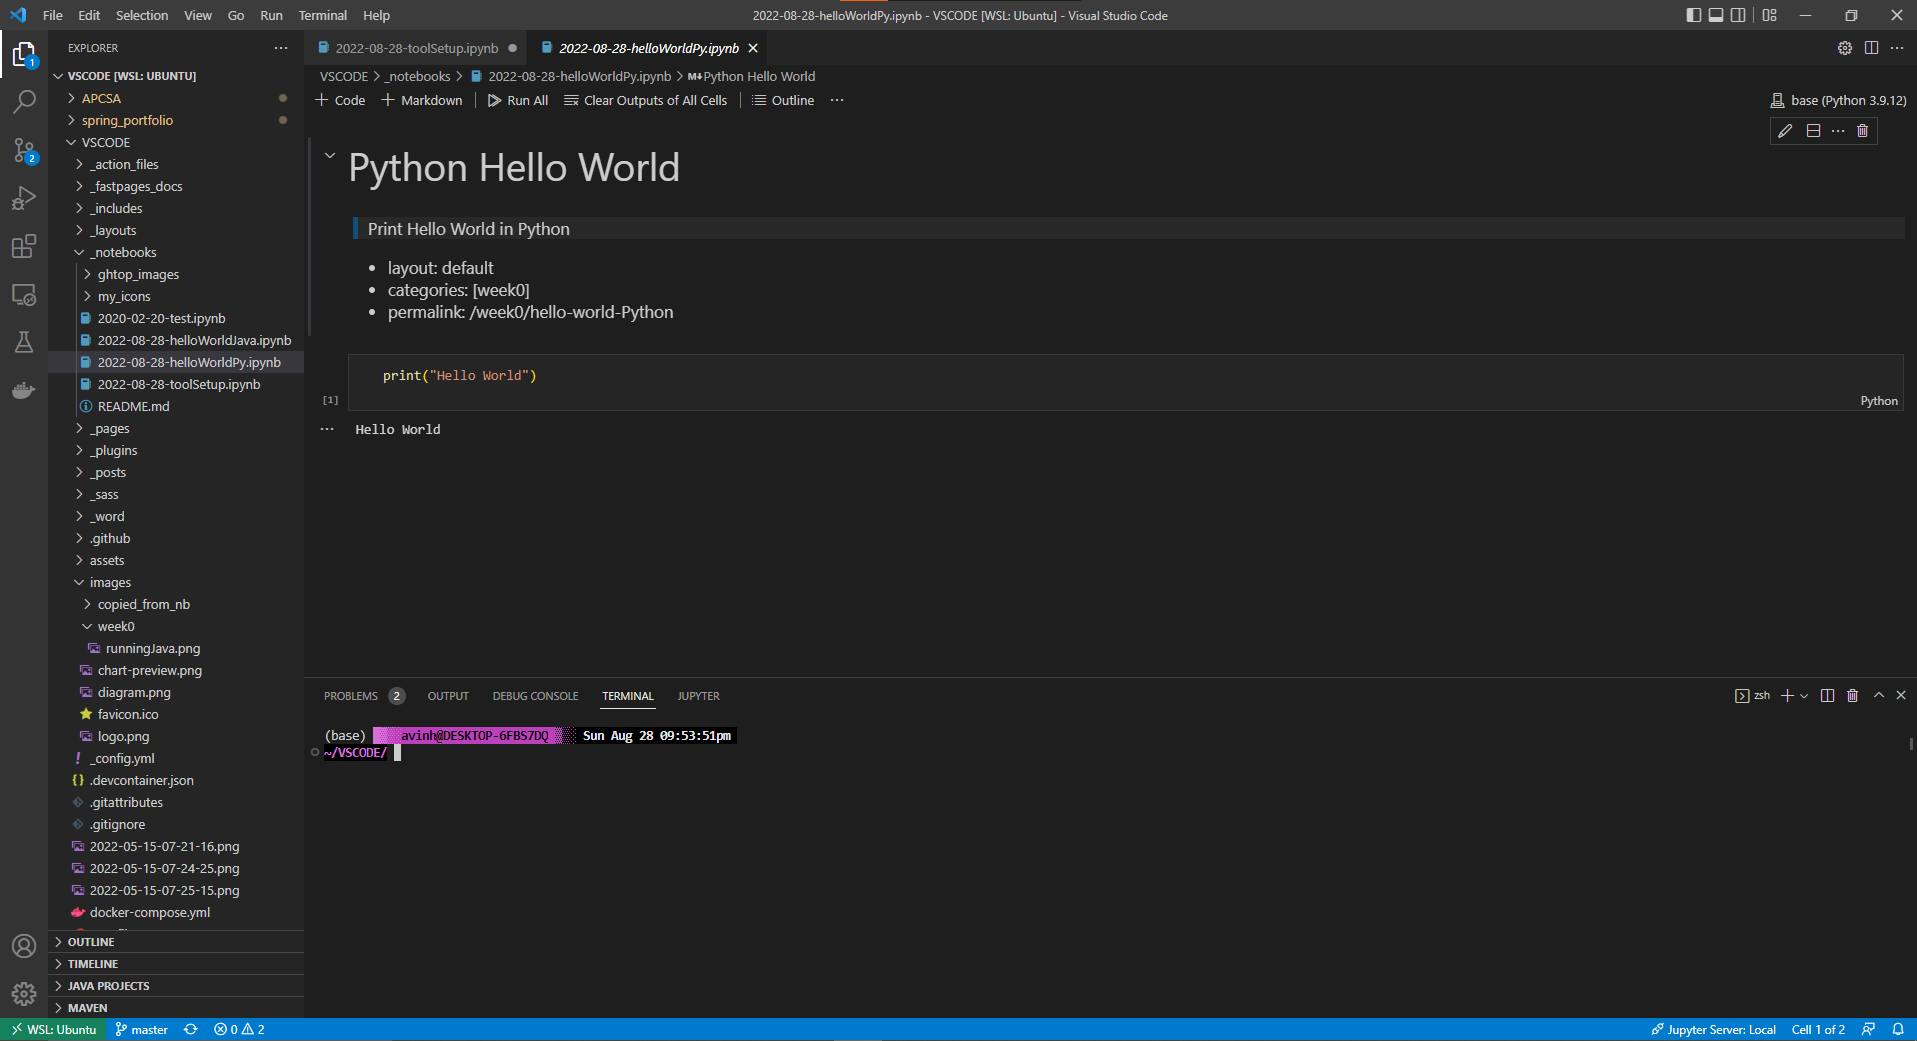 File Edit Selection View Go Run Terminal Help
2022-08-28-helloWorldPy.ipynb - VSCODE [WSL: Ubuntu] - Visual Studio Code
EXPLORER
VSCODE [WSL: UBUNTU]
APCSA
spring_portfolio
VSCODE
_action_files
_fastpages_docs
_includes
_layouts
_notebooks
ghtop_images
my_icons
2020-02-20-test.ipynb
2022-08-28-helloWorldJava.ipynb
2022-08-28-helloWorldPy.ipynb
2022-08-28-toolSetup.ipynb
README.md
_pages
_plugins
_posts
_sass
_word
.github
assets
images
copied_from_nb
week0
runningJava.png
chart-preview.png
diagram.png
favicon.ico
logo.png
_config.yml
.devcontainer.json
.gitattributes
.gitignore
2022-05-15-07-21-16.png
2022-05-15-07-24-25.png
2022-05-15-07-25-15.png
docker-compose.yml
OUTLINE
TIMELINE
JAVA PROJECTS
MAVEN
1
2
2022-08-28-toolSetup.ipynb
2022-08-28-helloWorldPy.ipynb
VSCODE > _notebooks > 2022-08-28-helloWorldPy.ipynb > M↓Python Hello World
+ Code + Markdown Run All Clear Outputs of All Cells Outline ...
base (Python 3.9.12)
Python Hello World
Print Hello World in Python
• layout: default
• categories: [week0]
• permalink: /week0/hello-world-Python
print("Hello World")
[1]
Python
... Hello World
PROBLEMS 2 OUTPUT DEBUG CONSOLE TERMINAL JUPYTER
zsh
(base) avinh@DESKTOP-6FBS7DQ Sun Aug 28 09:53:51pm
~/VSCODE/
WSL: Ubuntu master 0 2
Jupyter Server: Local Cell 1 of 2